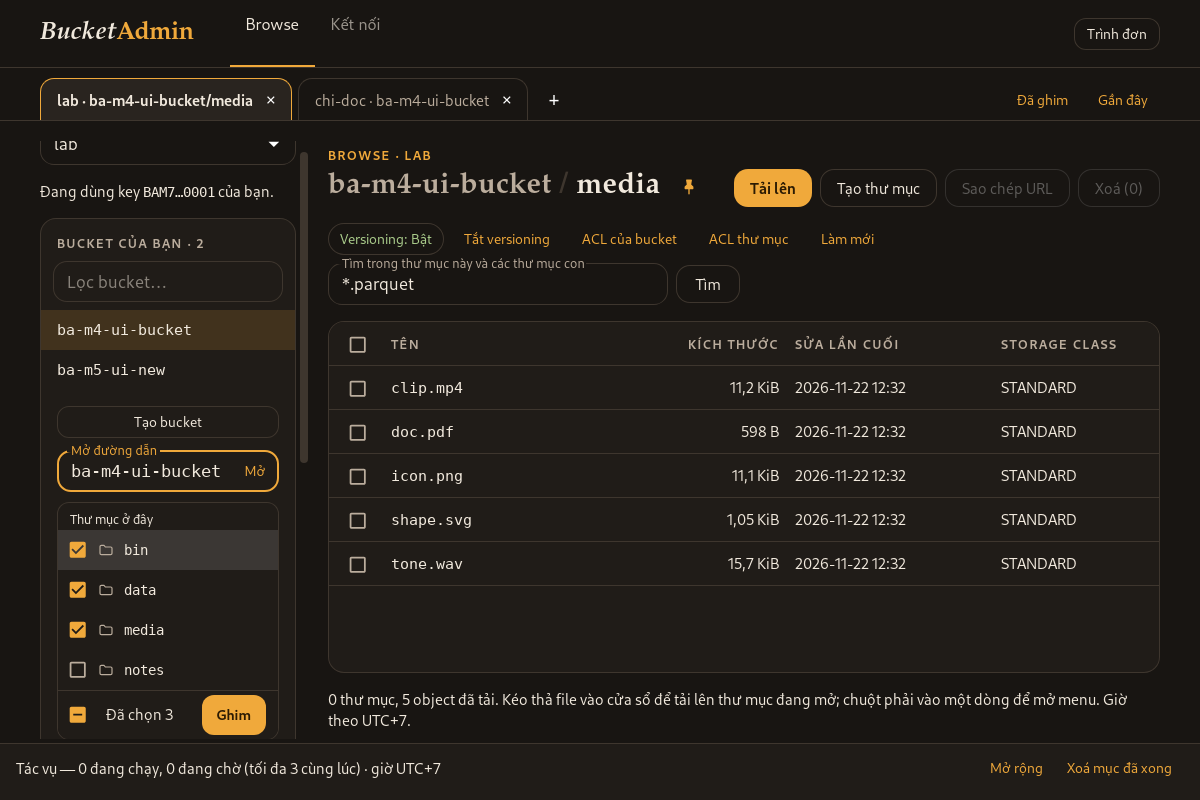 BucketAdmin
Browse
Kết nối
Trình đơn
lab · ba-m4-ui-bucket/media ×
chi-doc · ba-m4-ui-bucket ×
+
Đã ghim
Gần đây
lab
Đang dùng key BAM7…0001 của bạn.
BUCKET CỦA BẠN · 2
Lọc bucket…
ba-m4-ui-bucket
ba-m5-ui-new
Tạo bucket
Mở đường dẫn
ba-m4-ui-bucket Mở
Thư mục ở đây
bin
data
media
notes
Đã chọn 3 Ghim
BROWSE · LAB
ba-m4-ui-bucket / media
Tải lên
Tạo thư mục
Sao chép URL
Xoá (0)
Versioning: Bật
Tắt versioning
ACL của bucket
ACL thư mục
Làm mới
Tìm trong thư mục này và các thư mục con
*.parquet
Tìm
TÊN KÍCH THƯỚC SỬA LẦN CUỐI STORAGE CLASS
clip.mp4 11,2 KiB 2026-11-22 12:32 STANDARD
doc.pdf 598 B 2026-11-22 12:32 STANDARD
icon.png 11,1 KiB 2026-11-22 12:32 STANDARD
shape.svg 1,05 KiB 2026-11-22 12:32 STANDARD
tone.wav 15,7 KiB 2026-11-22 12:32 STANDARD
0 thư mục, 5 object đã tải. Kéo thả file vào cửa sổ để tải lên thư mục đang mở; chuột phải vào một dòng để mở menu. Giờ
theo UTC+7.
Tác vụ — 0 đang chạy, 0 đang chờ (tối đa 3 cùng lúc) · giờ UTC+7
Mở rộng
Xoá mục đã xong